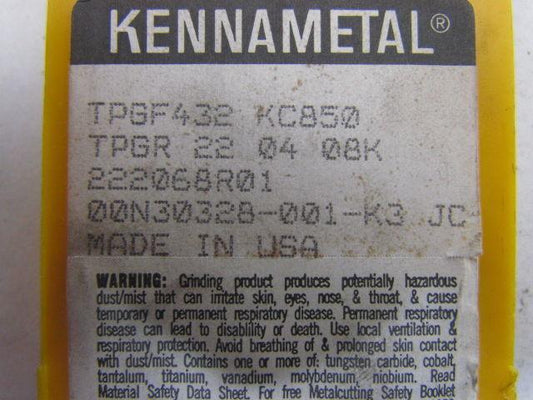 KENNAMETAL®
TPGF432 KC850
TPGR 22 04 08K
222068R01
00N30328-001-K3 JC
MADE IN USA
WARNING: Grinding product produces potentially hazardous
dust/mist that can irritate skin, eyes, nose, & throat, & cause
temporary or permanent respiratory disease. Permanent respiratory
disease can lead to disability or death. Use local ventilation &
respiratory protection. Avoid breathing of & prolonged skin contact
with dust/mist. Contains one or more of: tungsten carbide, cobalt,
tantalum, titanium, vanadium, molybdenum, niobium. Read
Material Safety Data Sheet. For free Metalcutting Safety Booklet